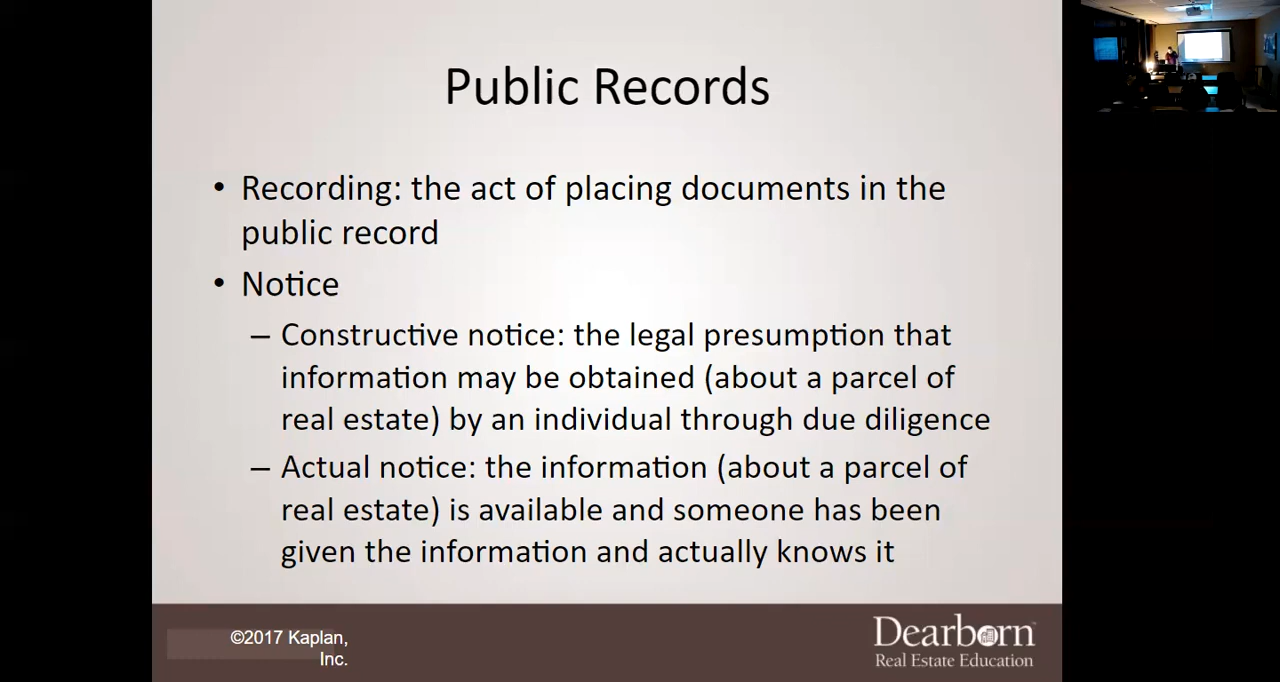 Public Records
• Recording: the act of placing documents in the
public record
• Notice
– Constructive notice: the legal presumption that
information may be obtained (about a parcel of
real estate) by an individual through due diligence
– Actual notice: the information (about a parcel of
real estate) is available and someone has been
given the information and actually knows it
©2017 Kaplan,
Inc.
Dearborn™
Real Estate Education